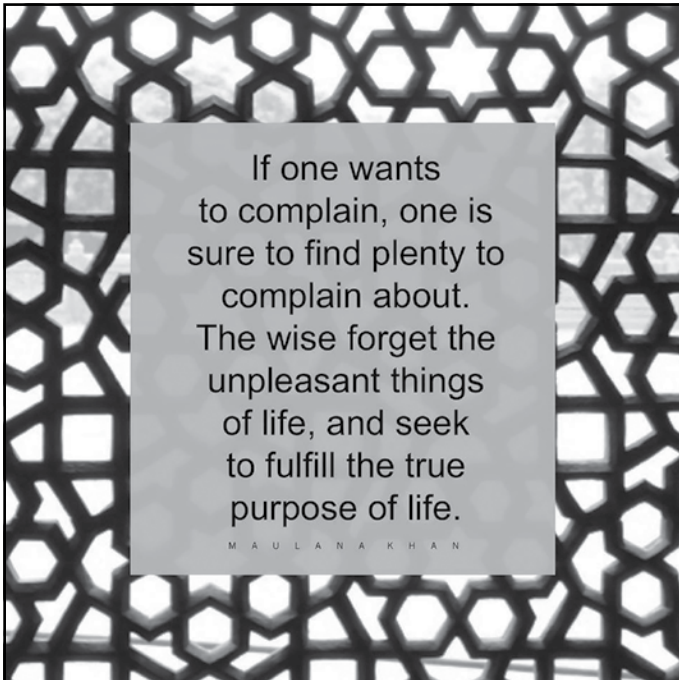 If one wants
to complain, one is
sure to find plenty to
complain about.
The wise forget the
unpleasant things
of life, and seek
to fulfill the true
purpose of life.
MAULANA KHAN